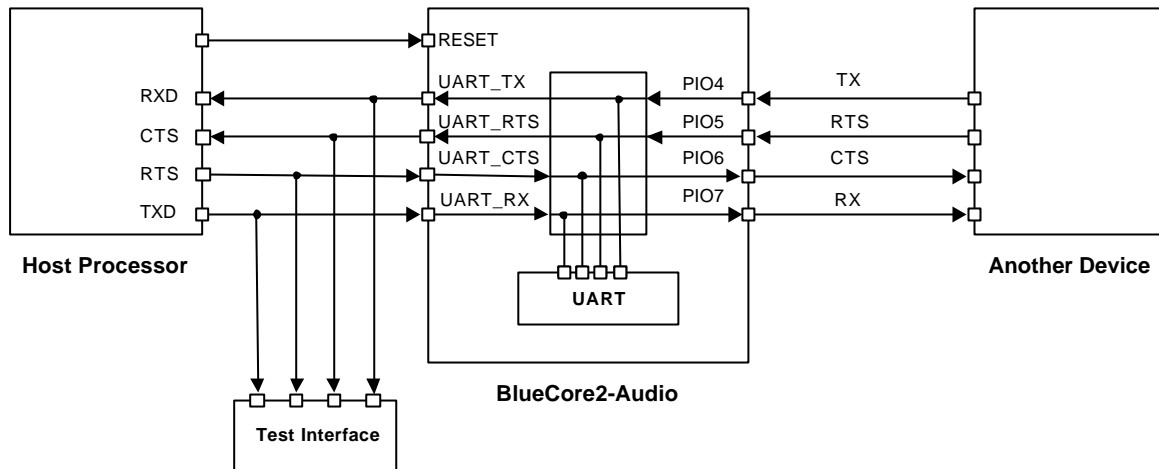 RESET
RXD UART_TX PIO4 TX
CTS UART_RTS PIO5 RTS
RTS UART_CTS PIO6 CTS
TXD UART_RX PIO7 RX
Host Processor
Another Device
UART
BlueCore2-Audio
Test Interface